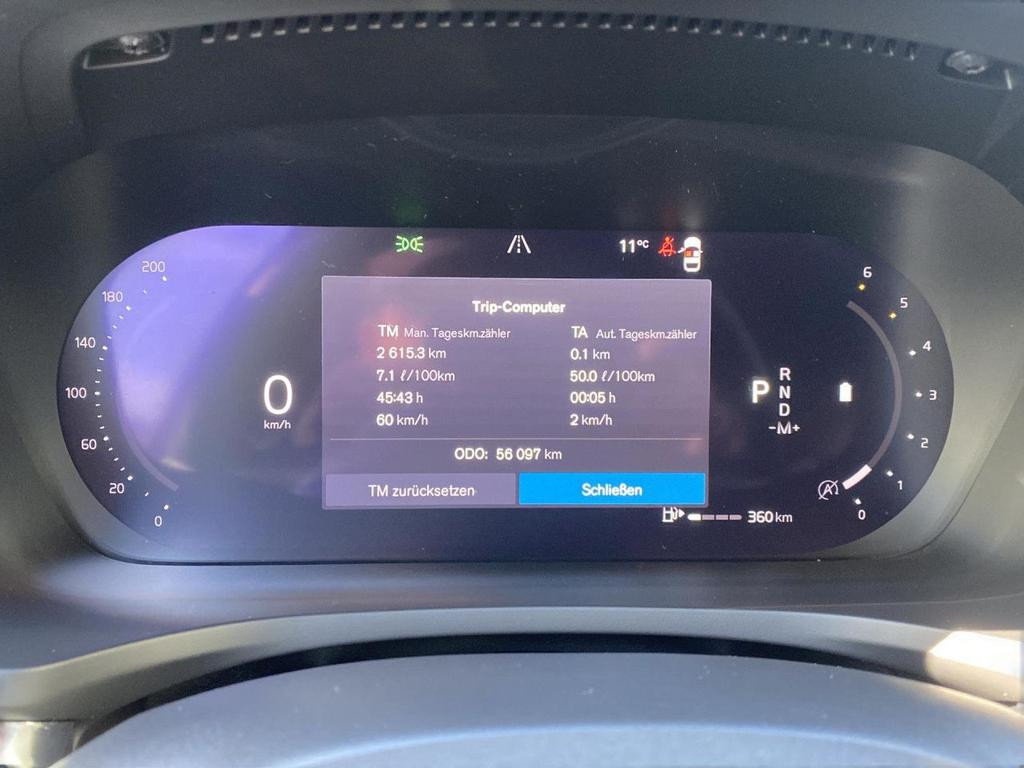 11°C
Trip-Computer
TM Man. Tageskm.zähler
2 615.3 km
7.1 ℓ/100km
45:43 h
60 km/h
TA Aut. Tageskm.zähler
0.1 km
50.0 ℓ/100km
00:05 h
2 km/h
ODO: 56 097 km
TM zurücksetzen
Schließen
200
180
140
100
60
20
0
0
km/h
P
R
N
D
-M+
6
5
4
3
2
1
0
A
360 km